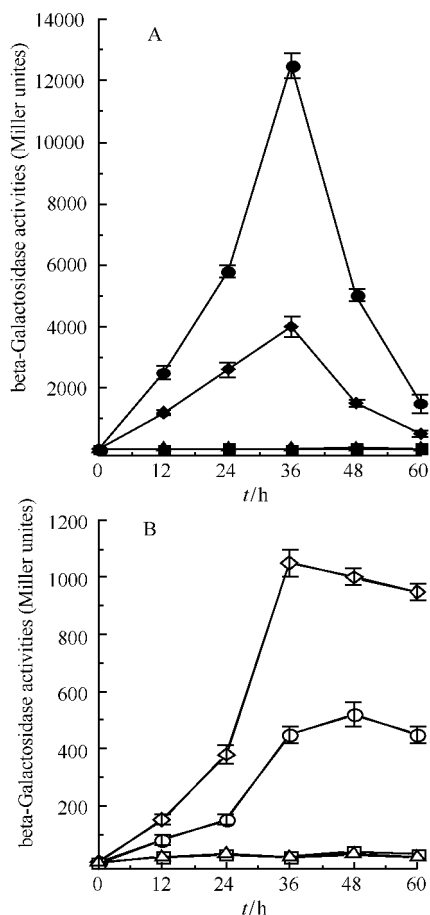 A
beta-Galactosidase activities (Miller unites)
14000
12000
10000
8000
6000
4000
2000
0 12 24 36 48 60
t/h
B
beta-Galactosidase activities (Miller unites)
1200
1000
800
600
400
200
0 12 24 36 48 60
t/h